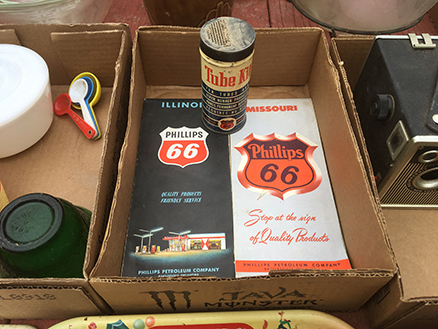 Tube Ki
ILLINOI
PHILLIPS
66
QUALITY PRODUCTS
FRIENDLY SERVICE
PHILLIPS PETROLEUM COMPANY
MISSOURI
Phillips
66
Stop at the sign
of Quality Products
PHILLIPS PETROLEUM COMPANY
JAVA
MONSTER